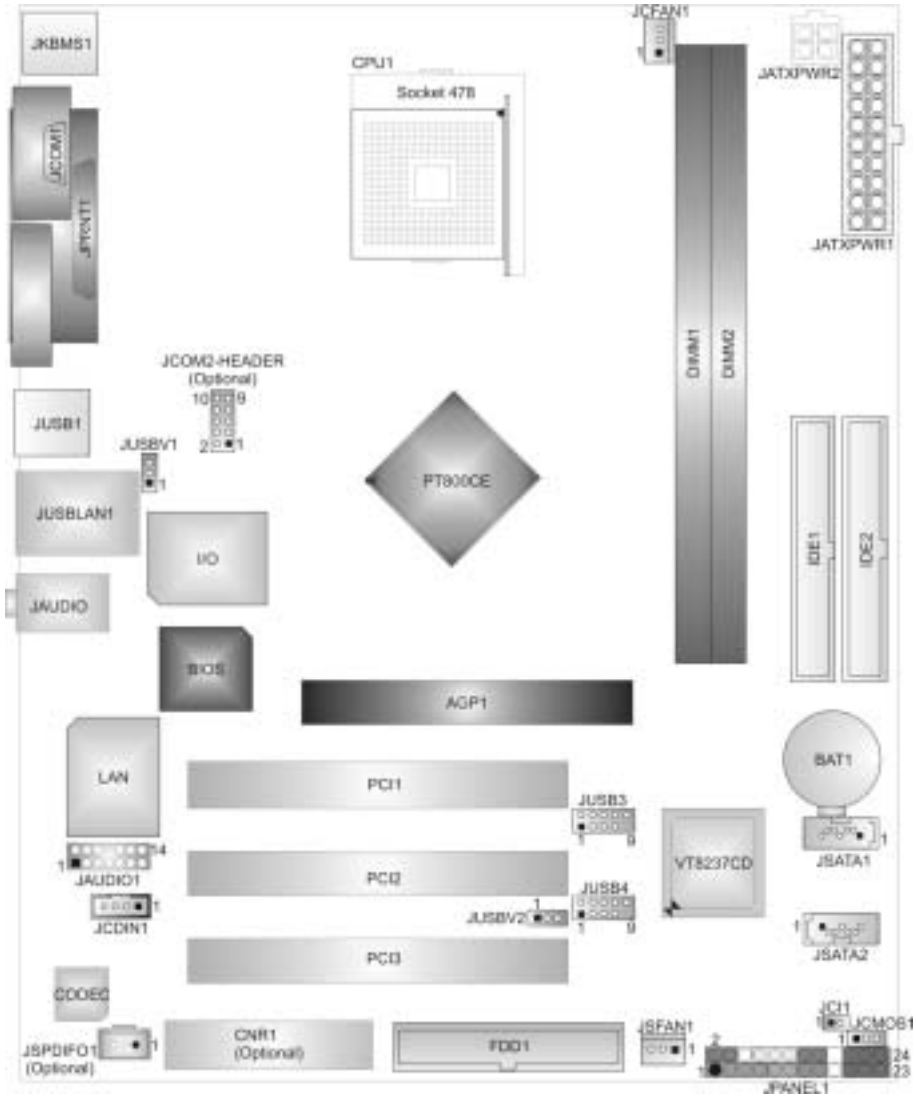 JKBMS1
JCFAN1
1
JATXPWR2
CPU1
Socket 478
JCOM1
JPRNT1
JATXPWR1
DIMM1
DIMM2
JCOM2-HEADER
(Optional)
10 9
2 1
JUSB1
JUSBV1
1
PT800CE
JUSBLAN1
I/O
IDE1
IDE2
JAUDIO
BIOS
AGP1
LAN
BAT1
PCI1
JUSB3
1 9
VT8237CD
1
JSATA1
14
1
JAUDIO1
PCI2
JUSB4
1
JUSBV2
1 9
1
JCDIN1
1
JSATA2
PCI3
CODEC
JCI1
1
JCMOS1
1
JSPDIFO1
(Optional)
1
CNR1
(Optional)
FDD1
JSFAN1
1
2
24
1
23
JPANEL1